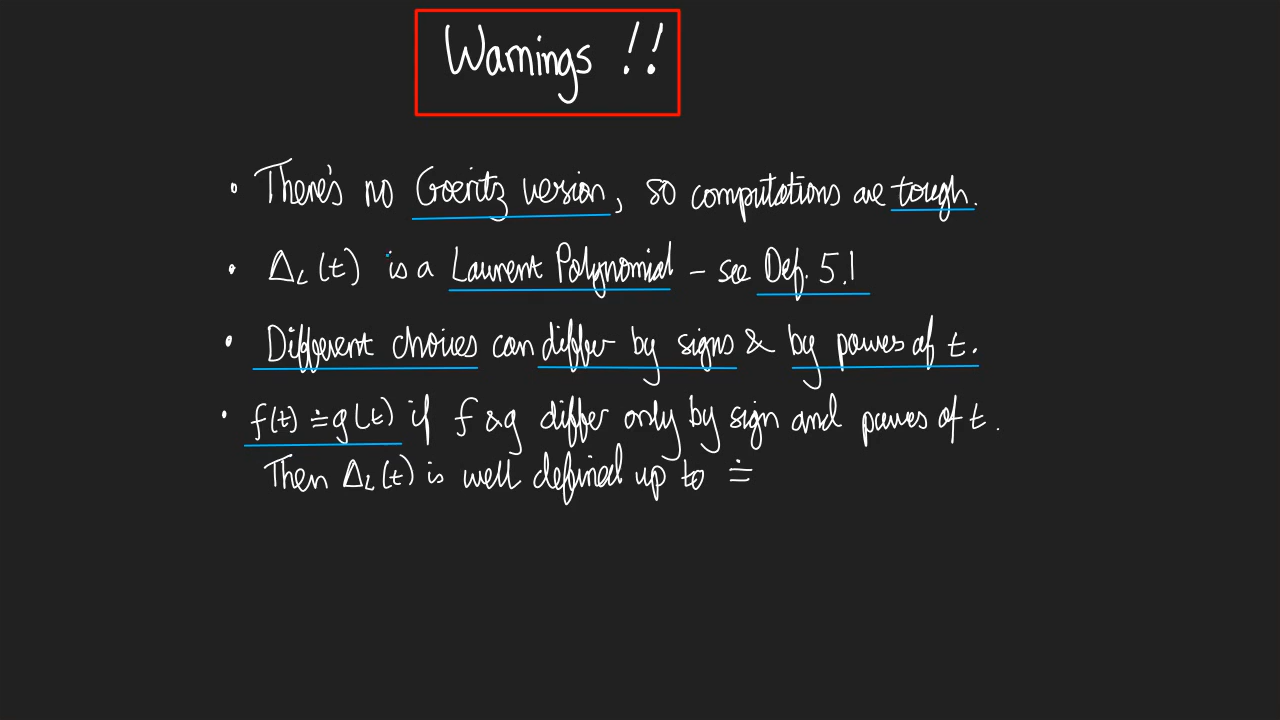 Warnings !!
• There's no Goeritz version, so computations are tough.
• Δ_L(t) is a Laurent Polynomial – see Def. 5.1
• Different choices can differ by signs & by powers of t.
• f(t) ≐ g(t) if f & g differ only by sign and powers of t.
Then Δ_L(t) is well defined up to ≐